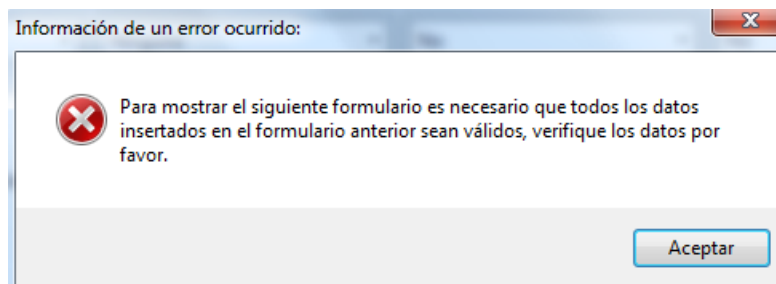 Información de un error ocurrido:
Para mostrar el siguiente formulario es necesario que todos los datos
insertados en el formulario anterior sean válidos, verifique los datos por
favor.
Aceptar